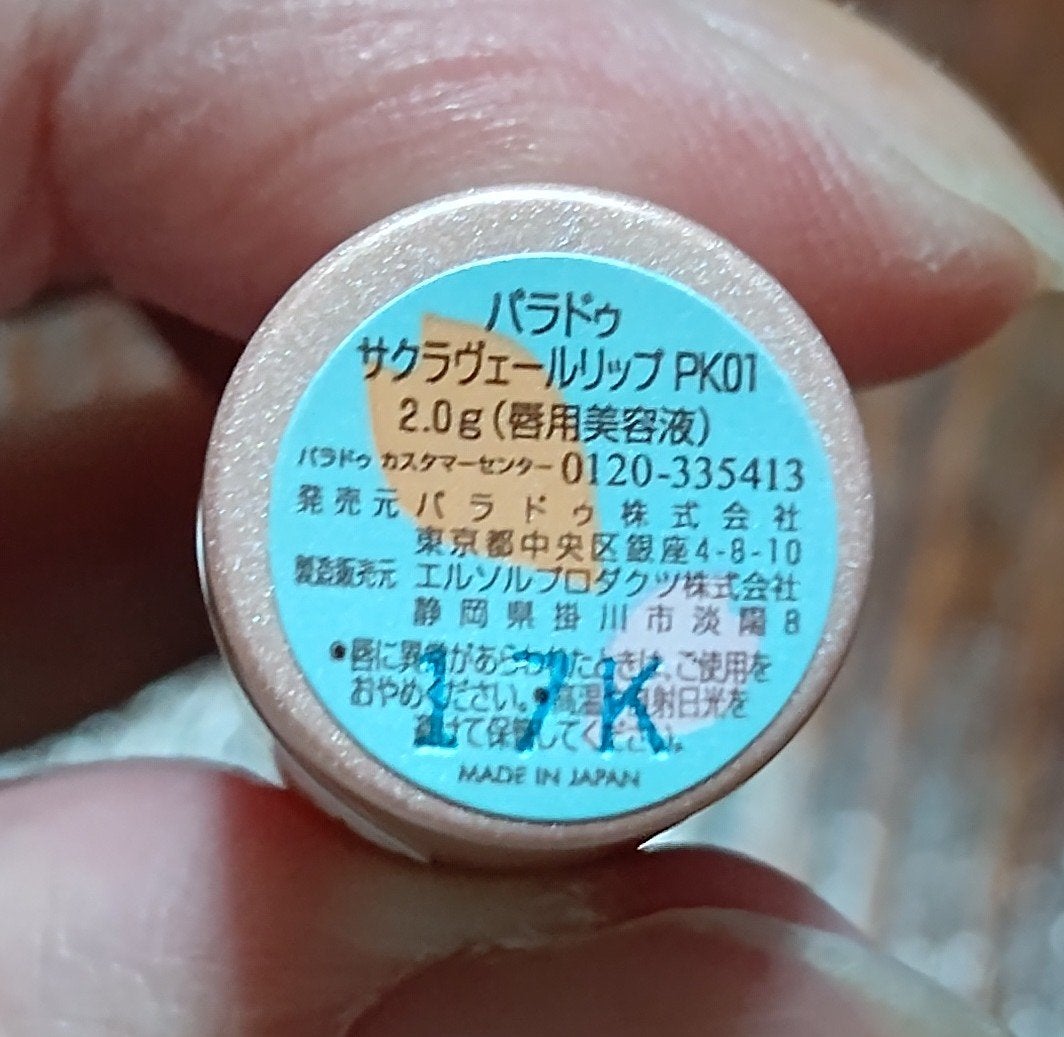 パラドゥ
サクラヴェールリップ PK01
2.0g(唇用美容液)
パラドゥ カスタマーセンター 0120-335413
発売元 パラドゥ株式会社
東京都中央区銀座4-8-10
製造販売元 エルソルプロダクツ株式会社
静岡県掛川市淡陽8
●唇に異常があらわれたときは、ご使用を
おやめください。●高温 直射日光を
避けて保管してください。
17K
MADE IN JAPAN